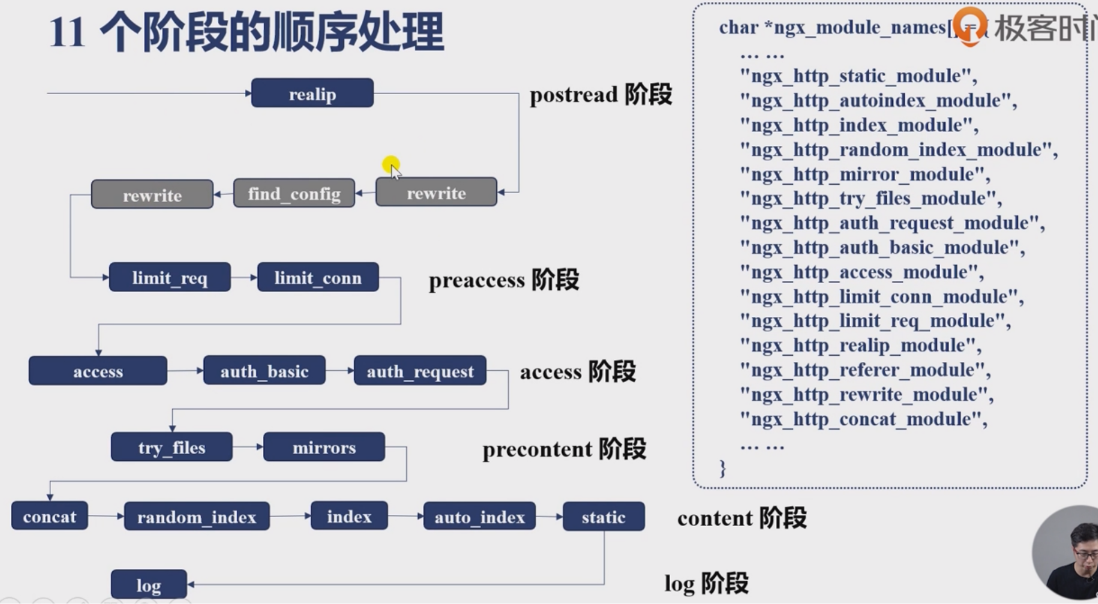 11 个阶段的顺序处理
realip
postread 阶段
rewrite
find_config
rewrite
limit_req
limit_conn
preaccess 阶段
access
auth_basic
auth_request
access 阶段
try_files
mirrors
precontent 阶段
concat
random_index
index
auto_index
static
content 阶段
log
log 阶段
char *ngx_module_names[] = {
... ...
"ngx_http_static_module",
"ngx_http_autoindex_module",
"ngx_http_index_module",
"ngx_http_random_index_module",
"ngx_http_mirror_module",
"ngx_http_try_files_module",
"ngx_http_auth_request_module",
"ngx_http_auth_basic_module",
"ngx_http_access_module",
"ngx_http_limit_conn_module",
"ngx_http_limit_req_module",
"ngx_http_realip_module",
"ngx_http_referer_module",
"ngx_http_rewrite_module",
"ngx_http_concat_module",
... ...
}
极客时间